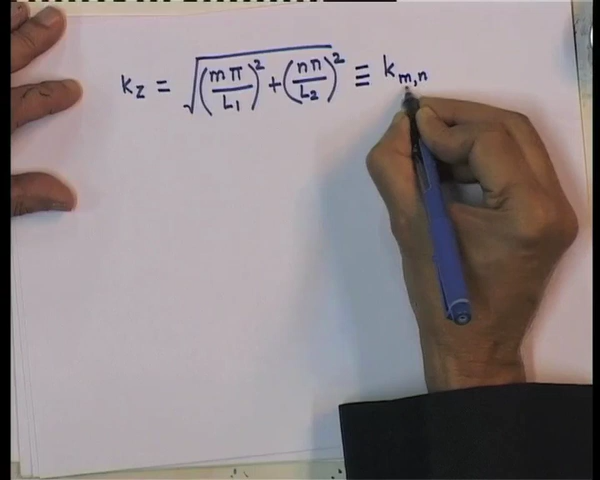 k_z = √((mπ/L₁)² + (nπ/L₂)²) ≡ k_m,n